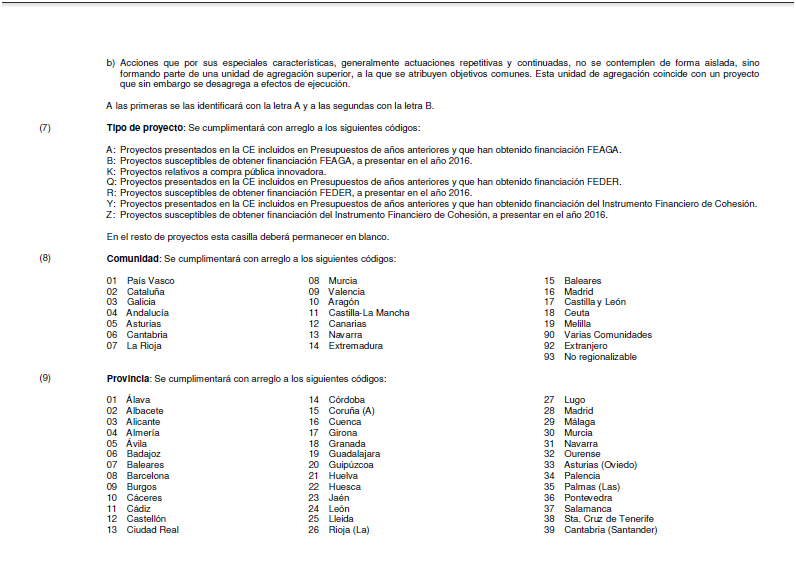 b) Acciones que por sus especiales características, generalmente actuaciones repetitivas y continuadas, no se contemplen de forma aislada, sino
formando parte de una unidad de agregación superior, a la que se atribuyen objetivos comunes. Esta unidad de agregación coincide con un proyecto
que sin embargo se desagrega a efectos de ejecución.
A las primeras se las identificará con la letra A y a las segundas con la letra B.
(7) Tipo de proyecto: Se cumplimentará con arreglo a los siguientes códigos:
A: Proyectos presentados en la CE incluidos en Presupuestos de años anteriores y que han obtenido financiación FEAGA.
B: Proyectos susceptibles de obtener financiación FEAGA, a presentar en el año 2016.
K: Proyectos relativos a compra pública innovadora.
Q: Proyectos presentados en la CE incluidos en Presupuestos de años anteriores y que han obtenido financiación FEDER.
R: Proyectos susceptibles de obtener financiación FEDER, a presentar en el año 2016.
Y: Proyectos presentados en la CE incluidos en Presupuestos de años anteriores y que han obtenido financiación del Instrumento Financiero de Cohesión.
Z: Proyectos susceptibles de obtener financiación del Instrumento Financiero de Cohesión, a presentar en el año 2016.
En el resto de proyectos esta casilla deberá permanecer en blanco.
(8) Comunidad: Se cumplimentará con arreglo a los siguientes códigos:
01 País Vasco 08 Murcia 15 Baleares
02 Cataluña 09 Valencia 16 Madrid
03 Galicia 10 Aragón 17 Castilla y León
04 Andalucía 11 Castilla-La Mancha 18 Ceuta
05 Asturias 12 Canarias 19 Melilla
06 Cantabria 13 Navarra 90 Varias Comunidades
07 La Rioja 14 Extremadura 92 Extranjero
93 No regionalizable
(9) Provincia: Se cumplimentará con arreglo a los siguientes códigos:
01 Álava 14 Córdoba 27 Lugo
02 Albacete 15 Coruña (A) 28 Madrid
03 Alicante 16 Cuenca 29 Málaga
04 Almería 17 Girona 30 Murcia
05 Ávila 18 Granada 31 Navarra
06 Badajoz 19 Guadalajara 32 Ourense
07 Baleares 20 Guipúzcoa 33 Asturias (Oviedo)
08 Barcelona 21 Huelva 34 Palencia
09 Burgos 22 Huesca 35 Palmas (Las)
10 Cáceres 23 Jaén 36 Pontevedra
11 Cádiz 24 León 37 Salamanca
12 Castellón 25 Lleida 38 Sta. Cruz de Tenerife
13 Ciudad Real 26 Rioja (La) 39 Cantabria (Santander)